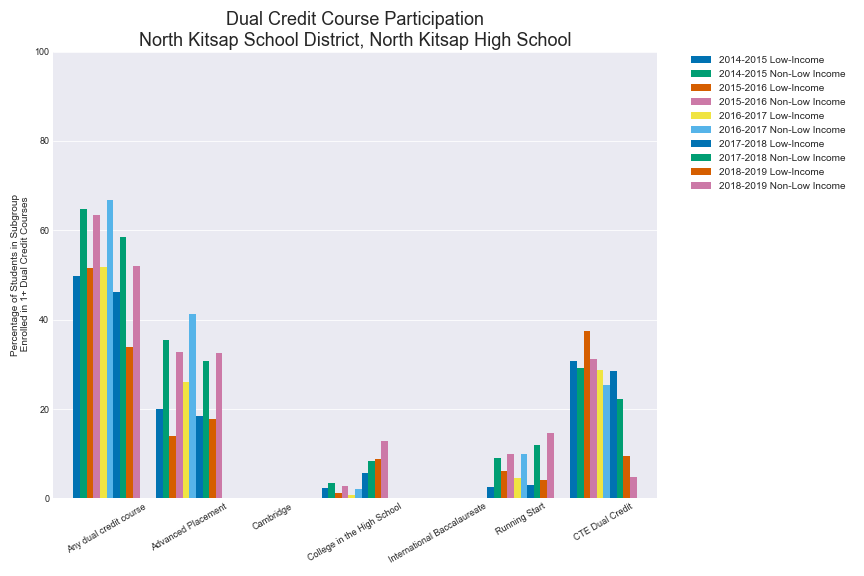 Dual Credit Course Participation
North Kitsap School District, North Kitsap High School
Percentage of Students in Subgroup
Enrolled in 1+ Dual Credit Courses
100
80
60
40
20
0
Any dual credit course
Advanced Placement
Cambridge
College in the High School
International Baccalaureate
Running Start
CTE Dual Credit
2014-2015 Low-Income
2014-2015 Non-Low Income
2015-2016 Low-Income
2015-2016 Non-Low Income
2016-2017 Low-Income
2016-2017 Non-Low Income
2017-2018 Low-Income
2017-2018 Non-Low Income
2018-2019 Low-Income
2018-2019 Non-Low Income